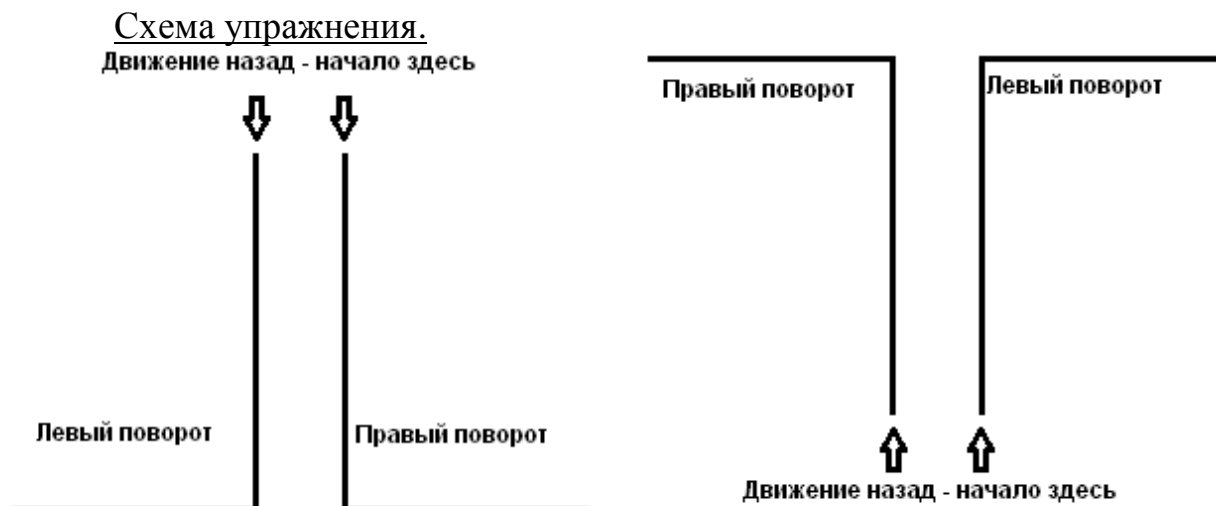 Схема упражнения.
Движение назад - начало здесь
Левый поворот
Правый поворот
Правый поворот
Левый поворот
Движение назад - начало здесь